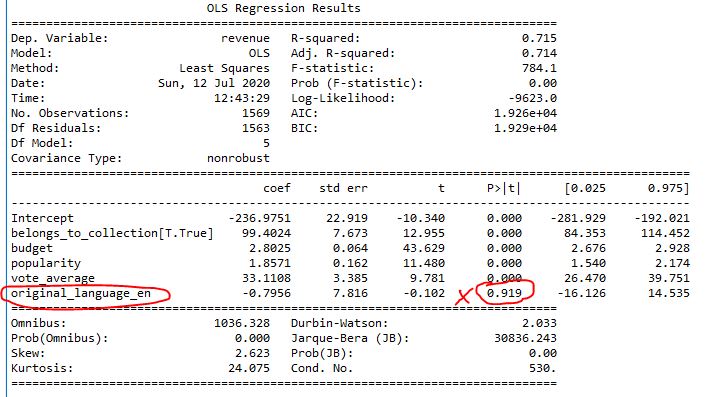 OLS Regression Results
==============================================================================
Dep. Variable: revenue R-squared: 0.715
Model: OLS Adj. R-squared: 0.714
Method: Least Squares F-statistic: 784.1
Date: Sun, 12 Jul 2020 Prob (F-statistic): 0.00
Time: 12:43:29 Log-Likelihood: -9623.0
No. Observations: 1569 AIC: 1.926e+04
Df Residuals: 1563 BIC: 1.929e+04
Df Model: 5
Covariance Type: nonrobust
==============================================================================
coef std err t P>|t| [0.025 0.975]
------------------------------------------------------------------------------
Intercept -236.9751 22.919 -10.340 0.000 -281.929 -192.021
belongs_to_collection[T.True] 99.4024 7.673 12.955 0.000 84.353 114.452
budget 2.8025 0.064 43.629 0.000 2.676 2.928
popularity 1.8571 0.162 11.480 0.000 1.540 2.174
vote_average 33.1108 3.385 9.781 0.000 26.470 39.751
original_language_en -0.7956 7.816 -0.102 x 0.919 -16.126 14.535
==============================================================================
Omnibus: 1036.328 Durbin-Watson: 2.033
Prob(Omnibus): 0.000 Jarque-Bera (JB): 30836.243
Skew: 2.623 Prob(JB): 0.00
Kurtosis: 24.075 Cond. No. 530.
==============================================================================